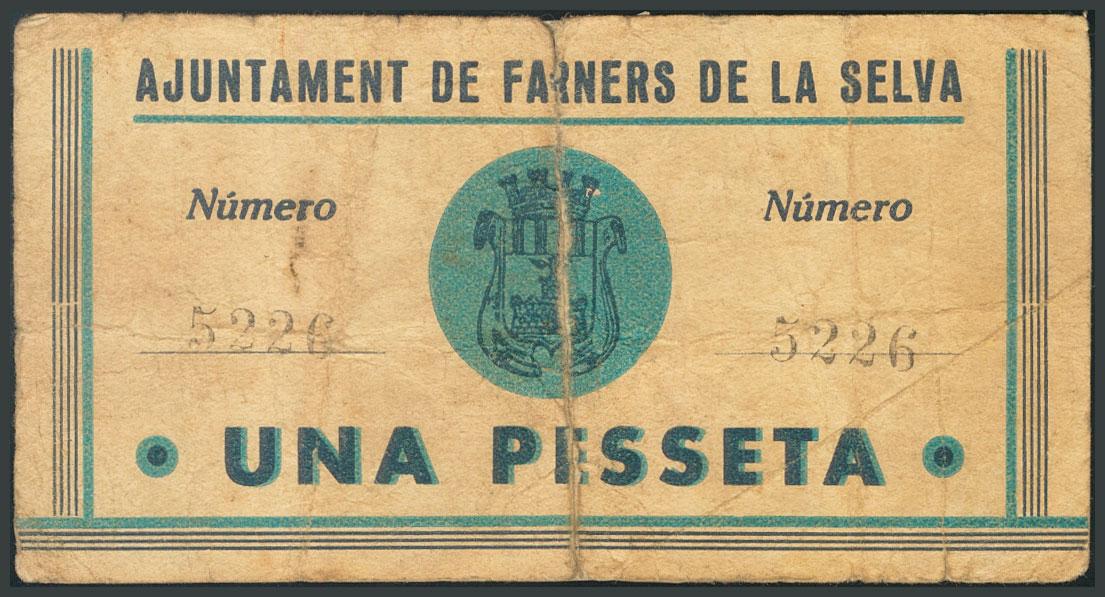 AJUNTAMENT DE FARNERS DE LA SELVA
Número Número
5226 5226
UNA PESSETA